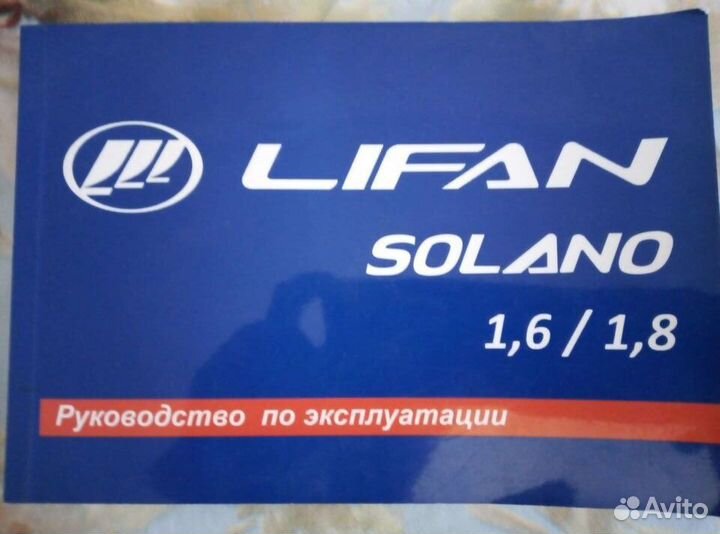 LIFAN
SOLANO
1,6 / 1,8
Руководство по эксплуатации
Avito